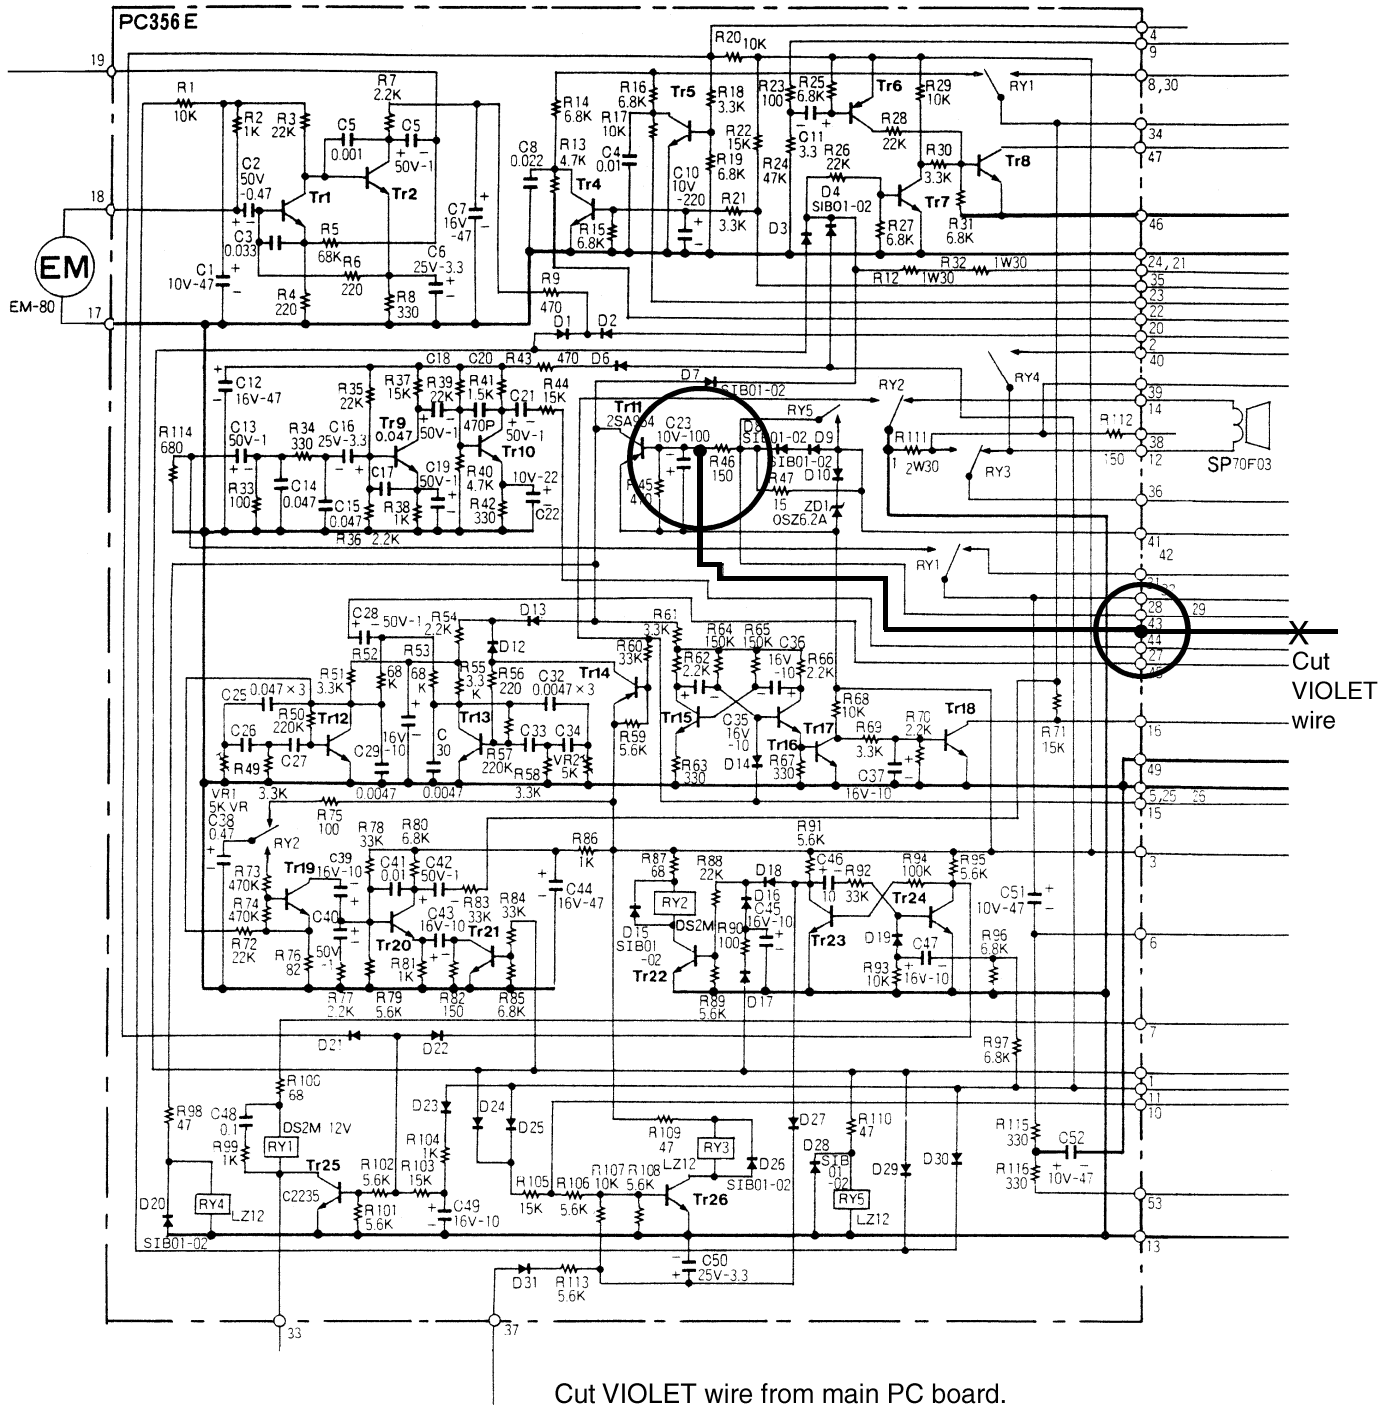 PC356E
4
9
R20 10K
19
8,30
R1
10K
R2
1K
R3
22K
R7
2.2K
C5
0.001
C5
50V-1
R14
6.8K
R16
6.8K
R17
10K
Tr5
R18
3.3K
R23
100
R25
6.8K
Tr6
R29
10K
RY1
34
47
C2
50V
-0.47
Tr1
Tr2
C8
0.022
R13
4.7K
C4
0.01
Tr4
C10
10V
-220
R22
15K
R19
6.8K
R24
47K
C11
3.3
R28
22K
R26
22K
R30
3.3K
Tr8
D4
SIB01-02
Tr7
18
C3
0.033
R5
68K
C7
16V
-47
C6
25V-3.3
R15
6.8K
R21
3.3K
D3
R27
6.8K
R31
6.8K
46
EM
EM-80
17
C1
10V-47
R6
220
R4
220
R8
330
R9
470
R12
1W30
R32
1W30
24,21
35
23
22
20
2
40
D1
D2
C12
16V-47
R35
22K
R37
15K
C18
R39
22K
C20
R41
1.5K
R43
470
D6
C21
R44
15K
D7
SIB01-02
RY2
RY4
39
14
R114
680
C13
50V-1
R34
330
C16
25V-3.3
Tr9
0.047
50V-1
470P
50V-1
Tr10
Tr11
2SA954
C23
10V-100
R46
150
RY5
SIB01-02
D9
SIB01-02
D10
R111
2W30
1
RY3
R112
150
38
12
SP70F03
R33
100
C14
0.047
C15
0.047
C17
C19
50V-1
R38
1K
R36
2.2K
R40
4.7K
R42
330
10V-22
C22
R45
R47
15
ZD1
OSZ6.2A
36
41
42
RY1
28
29
43
44
27
X
Cut
VIOLET
wire
C28
50V-1
R54
2.2K
D13
D12
R61
3.3K
R64
150K
R65
150K
C36
16V
-10
R60
33K
R52
68
K
R53
68
K
R51
3.3K
R55
3.3
K
R56
220
C32
0.0047×3
Tr14
R62
2.2K
R66
2.2K
C25
0.047×3
R50
220K
Tr12
16V
-10
Tr13
C35
16V
-10
Tr15
Tr16
Tr17
R68
10K
R69
3.3K
R70
2.2K
Tr18
R71
15K
16
C26
C27
R49
3.3K
C29
0.0047
C
30
0.0047
R57
220K
C33
C34
R58
3.3K
VR2
5K
R59
5.6K
R63
330
D14
R67
330
C37
16V-10
49
VR1
5K VR
C38
0.47
R75
100
RY2
5,25
15
R73
470K
R74
470K
R72
22K
Tr19
C39
16V-10
R78
33K
R80
6.8K
C41
0.01
C42
50V-1
R83
33K
R84
33K
C40
50V
-1
Tr20
C43
16V-10
Tr21
C44
16V-47
R86
1K
R87
68
RY2
DS2M
R88
22K
D18
D16
C45
16V-10
R91
5.6K
C46
10
R92
33K
R94
100K
R95
5.6K
Tr24
C51
10V-47
3
R76
82
R77
2.2K
R79
5.6K
R81
1K
R82
150
R85
6.8K
D15
SIB01
-02
Tr22
R90
100
R89
5.6K
D17
Tr23
D19
R93
10K
C47
16V-10
R96
6.8K
6
D21
D22
R97
6.8K
7
1
11
10
R98
47
C48
0.1
R100
68
DS2M 12V
R99
1K
RY1
D23
D24
D25
R104
1K
R109
47
RY3
LZ12
D26
SIB01-02
D27
R110
47
D28
SIB
01
-02
RY5
LZ12
D29
D30
R115
330
R116
330
C52
10V-47
D20
SIB01-02
RY4
LZ12
Tr25
C2235
R102
5.6K
R103
15K
R101
5.6K
C49
16V-10
R105
15K
R106
5.6K
R107
10K
R108
5.6K
Tr26
53
13
D31
R113
5.6K
C50
25V-3.3
33
37
Cut VIOLET wire from main PC board.